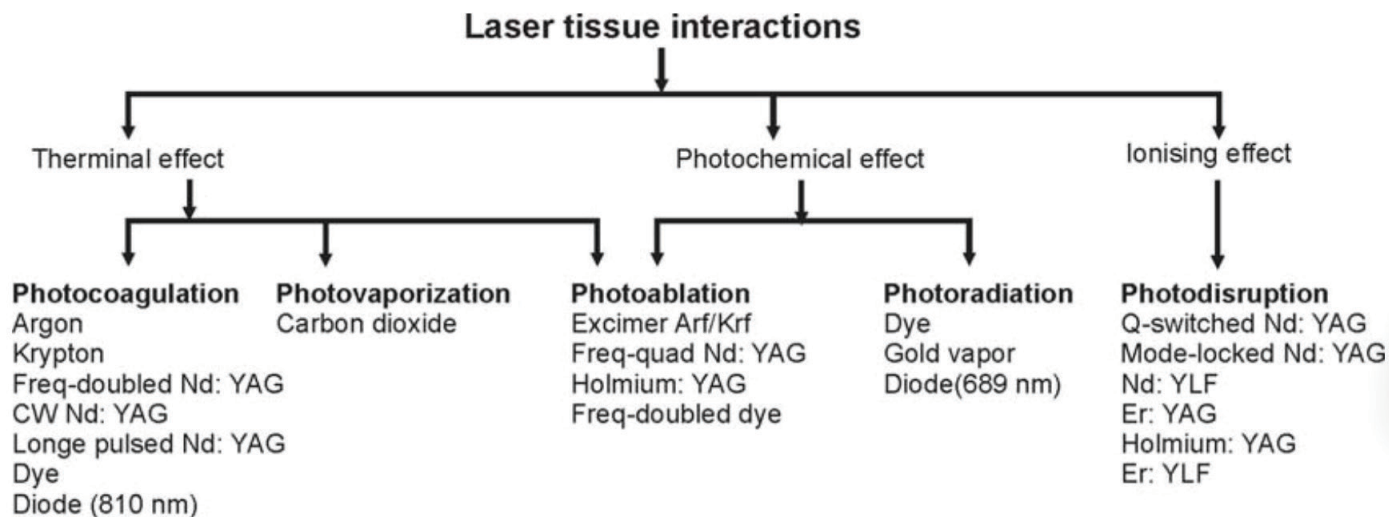 Laser tissue interactions
Therminal effect
Photochemical effect
Ionising effect
Photocoagulation
Argon
Krypton
Freq-doubled Nd: YAG
CW Nd: YAG
Longe pulsed Nd: YAG
Dye
Diode (810 nm)
Photovaporization
Carbon dioxide
Photoablation
Excimer Arf/Krf
Freq-quad Nd: YAG
Holmium: YAG
Freq-doubled dye
Photoradiation
Dye
Gold vapor
Diode(689 nm)
Photodisruption
Q-switched Nd: YAG
Mode-locked Nd: YAG
Nd: YLF
Er: YAG
Holmium: YAG
Er: YLF